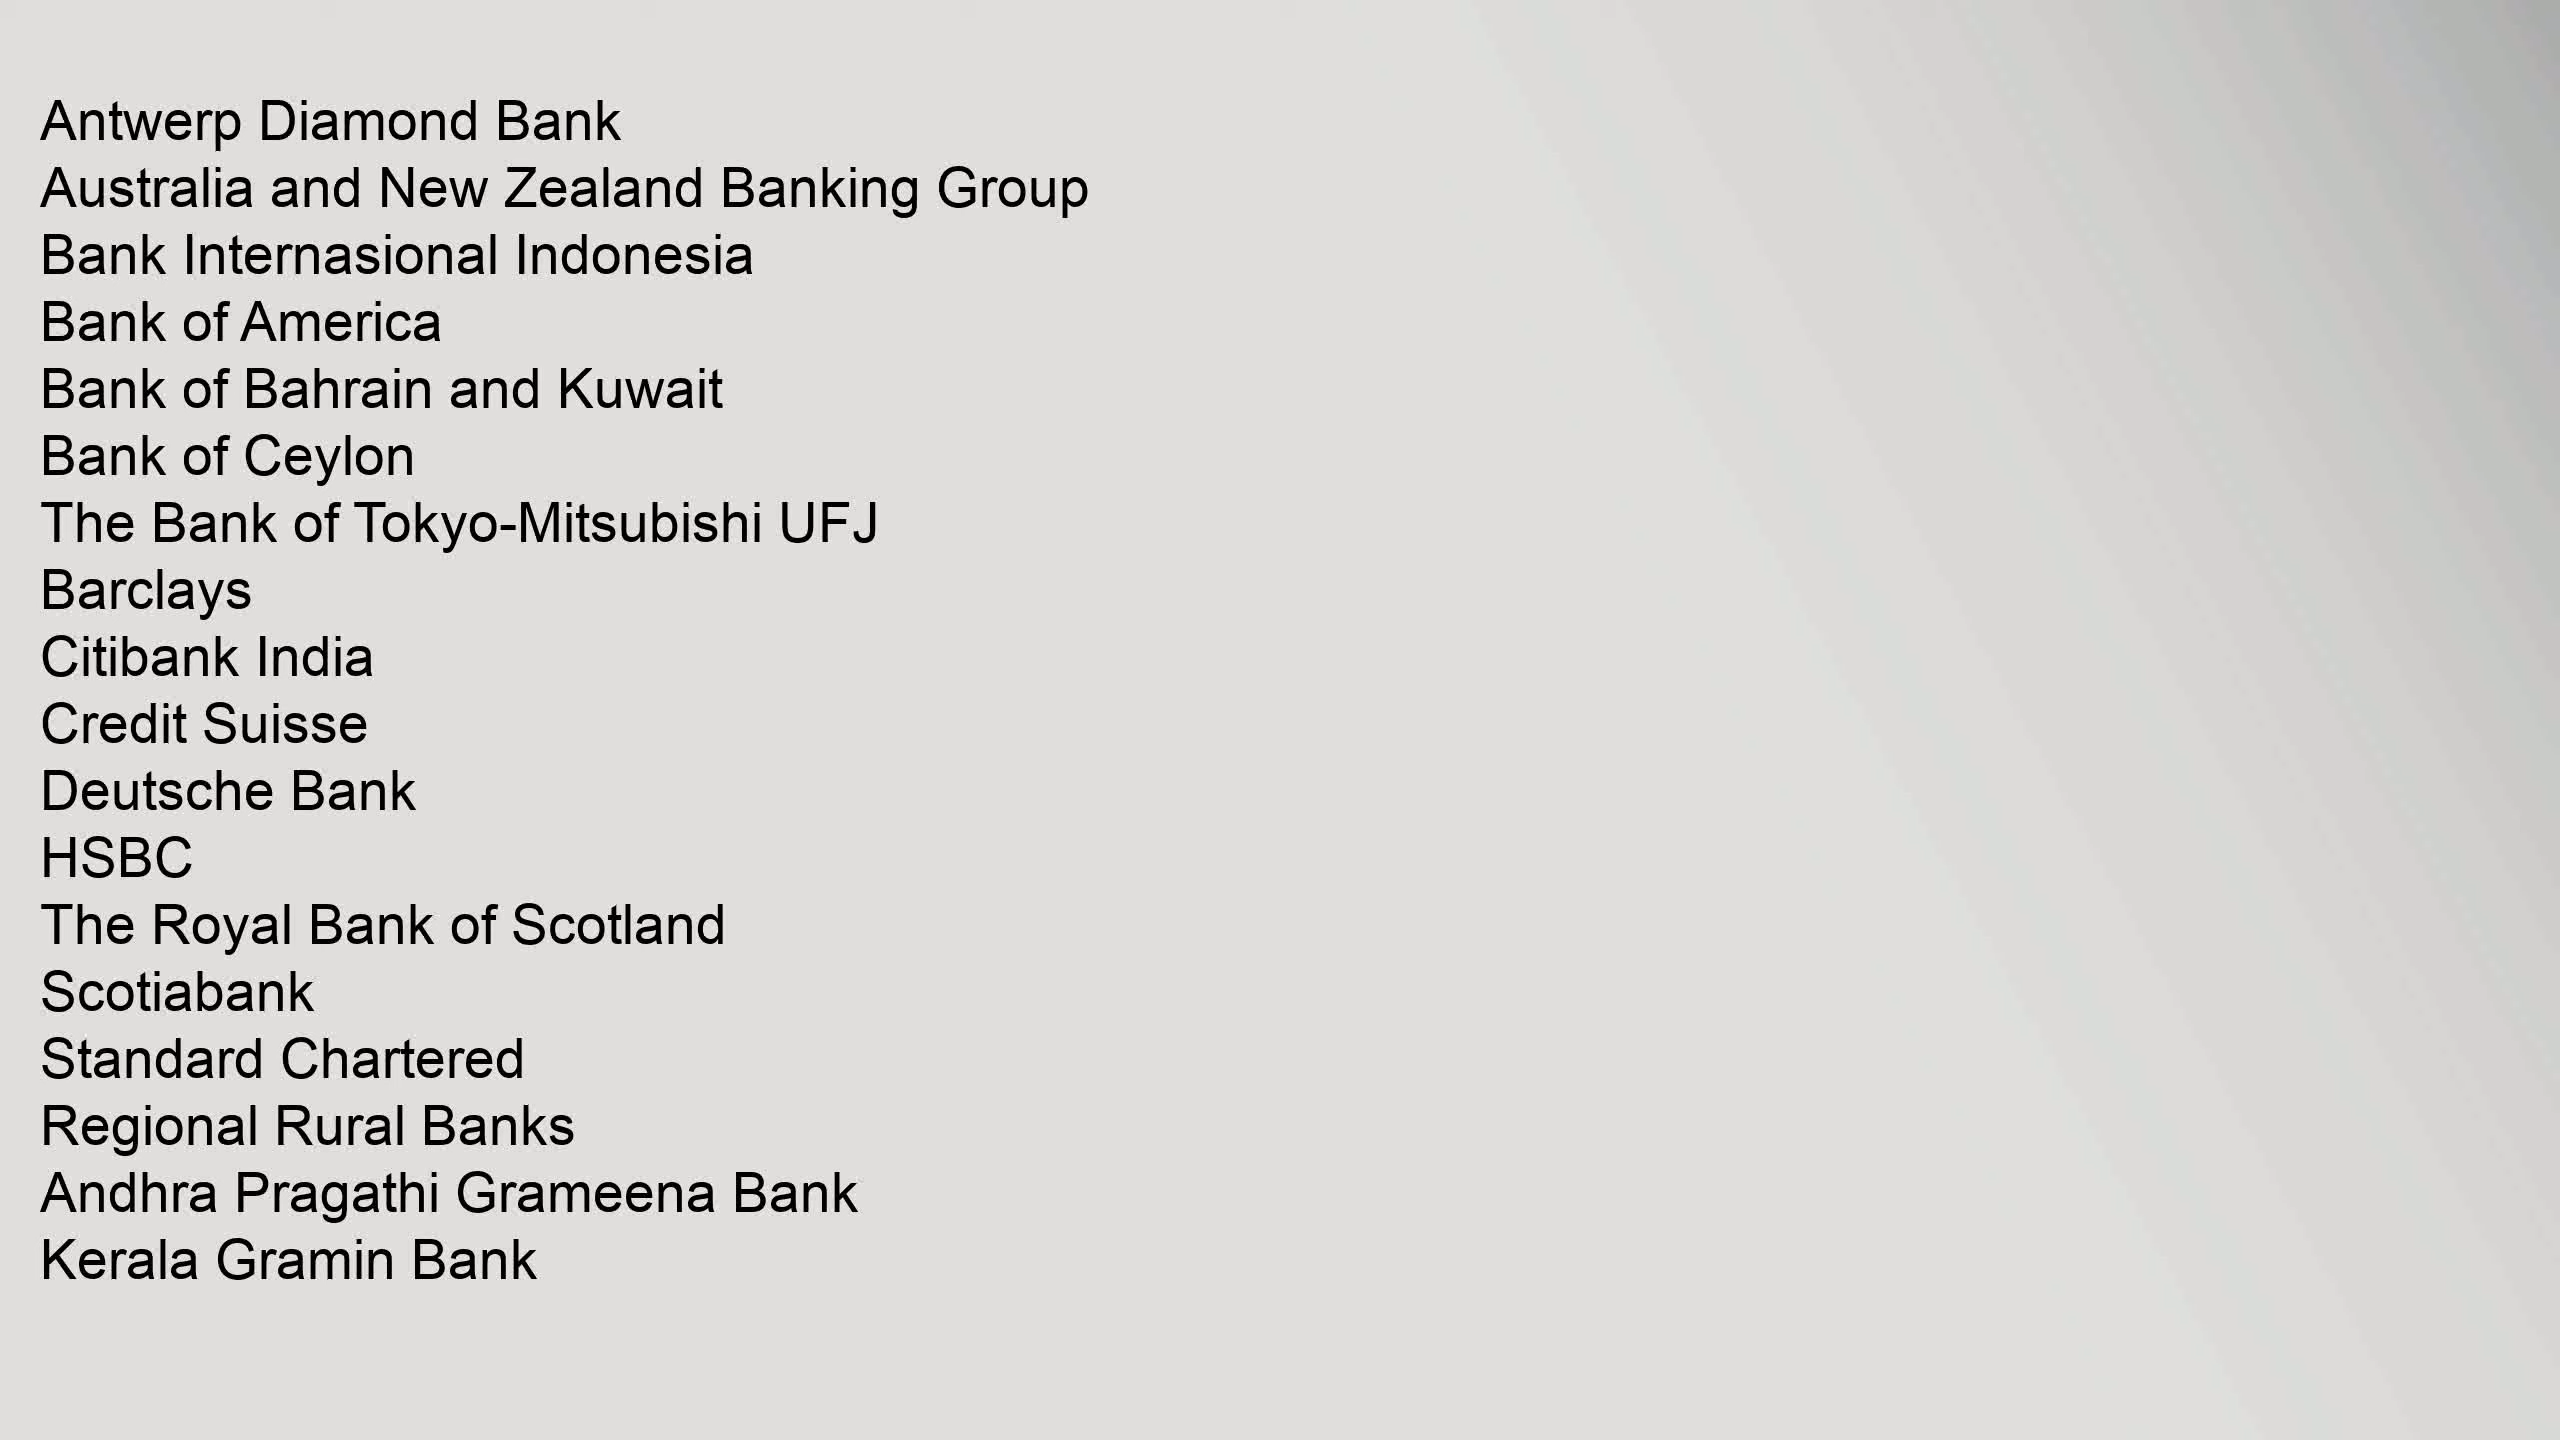 Antwerp Diamond Bank
Australia and New Zealand Banking Group
Bank Internasional Indonesia
Bank of America
Bank of Bahrain and Kuwait
Bank of Ceylon
The Bank of Tokyo-Mitsubishi UFJ
Barclays
Citibank India
Credit Suisse
Deutsche Bank
HSBC
The Royal Bank of Scotland
Scotiabank
Standard Chartered
Regional Rural Banks
Andhra Pragathi Grameena Bank
Kerala Gramin Bank